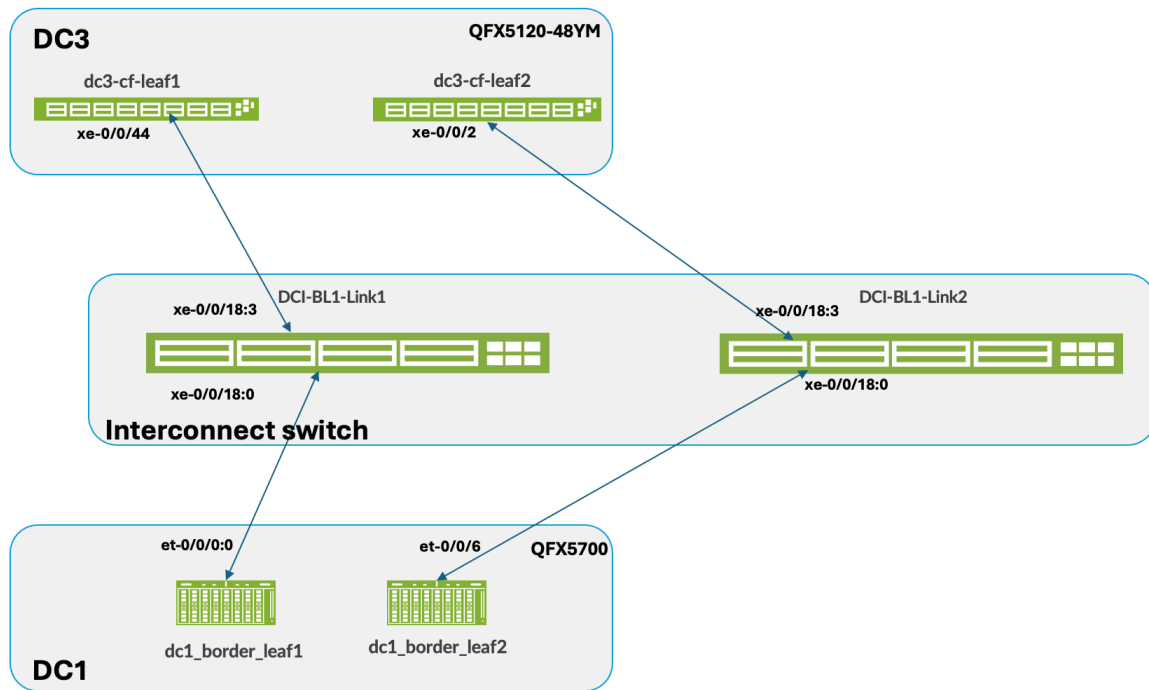 DC3
QFX5120-48YM
dc3-cf-leaf1
dc3-cf-leaf2
xe-0/0/44
xe-0/0/2
DCI-BL1-Link1
DCI-BL1-Link2
xe-0/0/18:3
xe-0/0/18:3
xe-0/0/18:0
xe-0/0/18:0
Interconnect switch
et-0/0/0:0
et-0/0/6
QFX5700
dc1_border_leaf1
dc1_border_leaf2
DC1